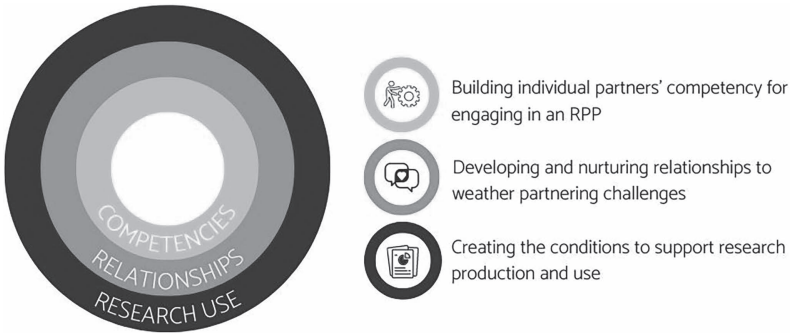 COMPETENCIES
RELATIONSHIPS
RESEARCH USE
Building individual partners' competency for
engaging in an RPP
Developing and nurturing relationships to
weather partnering challenges
Creating the conditions to support research
production and use